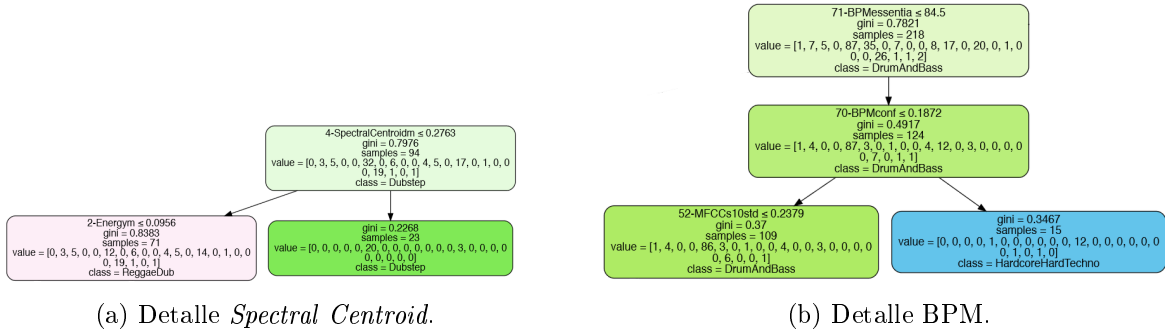 71-BPMessentia ≤ 84.5
gini = 0.7821
samples = 218
value = [1, 7, 5, 0, 87, 35, 0, 7, 0, 0, 8, 17, 0, 20, 0, 1, 0
0, 0, 26, 1, 1, 2]
class = DrumAndBass
70-BPMconf ≤ 0.1872
gini = 0.4917
samples = 124
value = [1, 4, 0, 0, 87, 3, 0, 1, 0, 0, 4, 12, 0, 3, 0, 0, 0, 0
0, 7, 0, 1, 1]
class = DrumAndBass
4-SpectralCentroidm ≤ 0.2763
gini = 0.7976
samples = 94
value = [0, 3, 5, 0, 0, 32, 0, 6, 0, 0, 4, 5, 0, 17, 0, 1, 0, 0
0, 19, 1, 0, 1]
class = Dubstep
2-Energym ≤ 0.0956
gini = 0.8383
samples = 71
value = [0, 3, 5, 0, 0, 12, 0, 6, 0, 0, 4, 5, 0, 14, 0, 1, 0, 0
0, 19, 1, 0, 1]
class = ReggaeDub
gini = 0.2268
samples = 23
value = [0, 0, 0, 0, 0, 20, 0, 0, 0, 0, 0, 0, 0, 3, 0, 0, 0, 0
0, 0, 0, 0, 0]
class = Dubstep
52-MFCCs10std ≤ 0.2379
gini = 0.37
samples = 109
value = [1, 4, 0, 0, 86, 3, 0, 1, 0, 0, 4, 0, 0, 3, 0, 0, 0, 0
0, 6, 0, 0, 1]
class = DrumAndBass
gini = 0.3467
samples = 15
value = [0, 0, 0, 0, 1, 0, 0, 0, 0, 0, 0, 12, 0, 0, 0, 0, 0, 0
0, 1, 0, 1, 0]
class = HardcoreHardTechno
(a) Detalle Spectral Centroid.
(b) Detalle BPM.